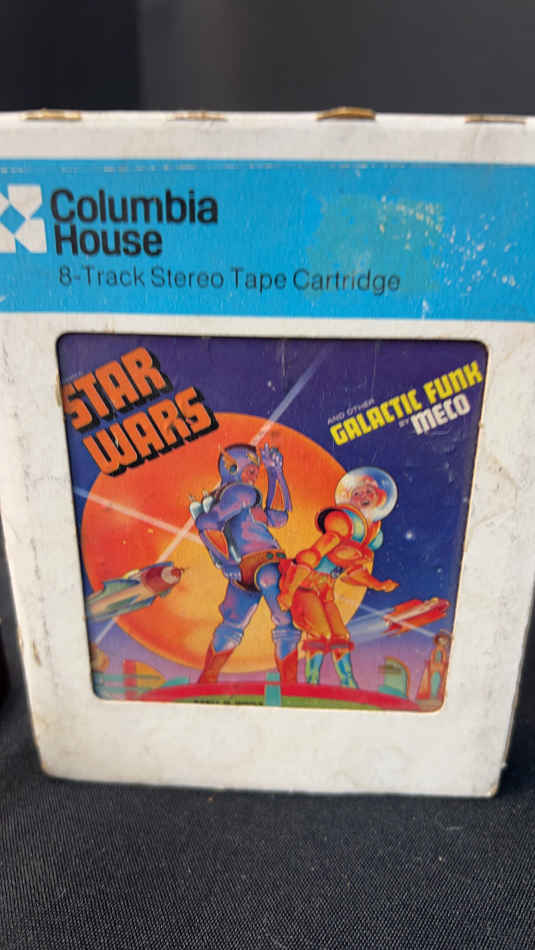 Columbia
House
8-Track Stereo Tape Cartridge
STAR
WARS
AND OTHER
GALACTIC FUNK
BY MECO